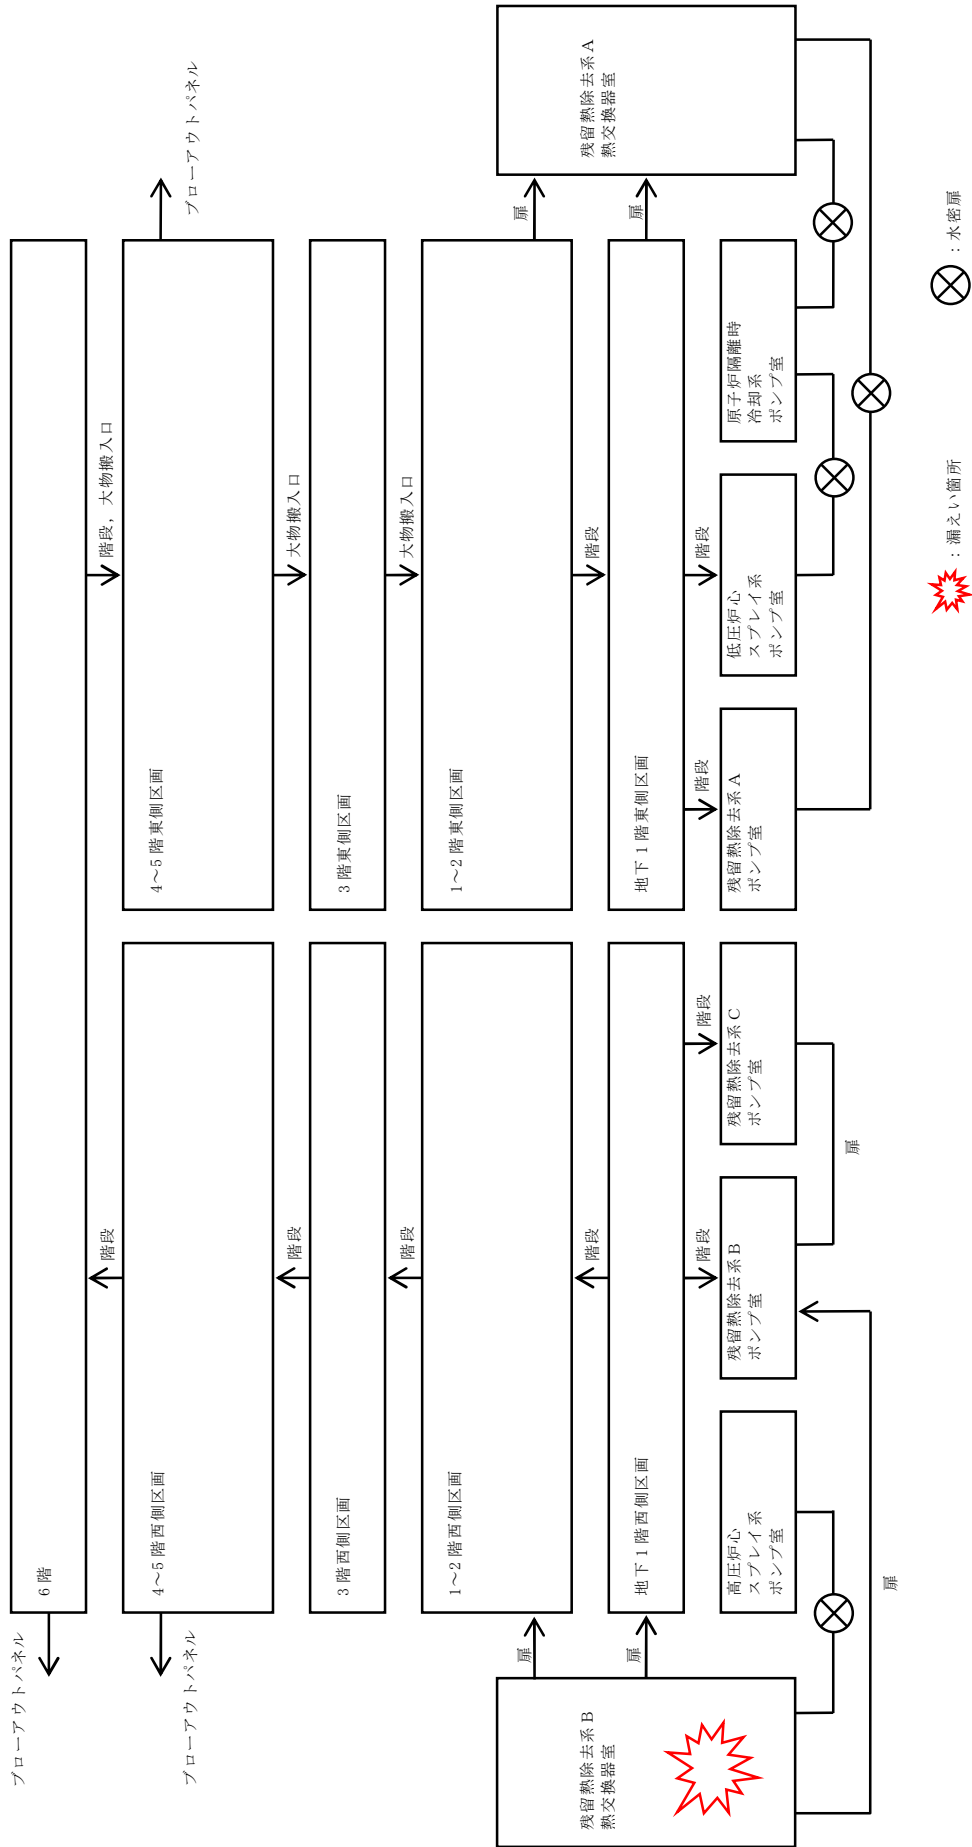 ブローアウトパネル
6階
階段，大物搬入口
階段
ブローアウトパネル
4～5階西側区画
4～5階東側区画
ブローアウトパネル
階段
大物搬入口
3階西側区画
3階東側区画
階段
大物搬入口
扉
1～2階西側区画
1～2階東側区画
扉
階段
階段
残留熱除去系B
熱交換器室
扉
地下1階西側区画
地下1階東側区画
扉
残留熱除去系A
熱交換器室
階段
階段
階段
階段
高圧炉心
スプレイ系
ポンプ室
残留熱除去系B
ポンプ室
残留熱除去系C
ポンプ室
残留熱除去系A
ポンプ室
低圧炉心
スプレイ系
ポンプ室
原子炉隔離時
冷却系
ポンプ室
扉
扉
：漏えい箇所
：水密扉